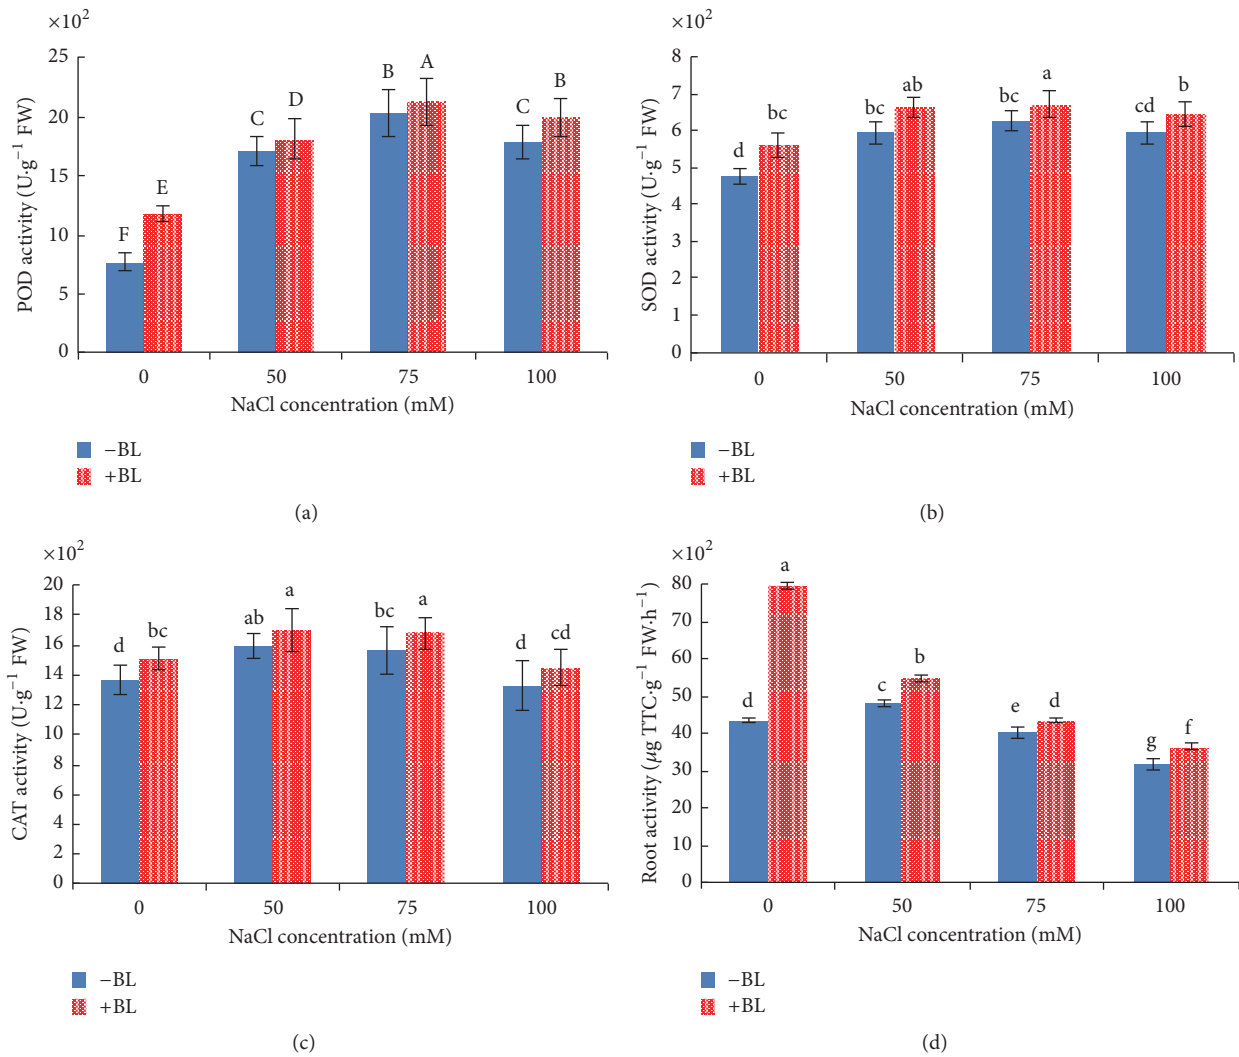 ×10²
POD activity (U·g⁻¹ FW)
25
20
15
10
5
0
F
E
C
D
B
A
C
B
0
50
75
100
NaCl concentration (mM)
−BL
+BL
(a)
×10²
SOD activity (U·g⁻¹ FW)
8
7
6
5
4
3
2
1
0
d
bc
bc
ab
bc
a
cd
b
0
50
75
100
NaCl concentration (mM)
−BL
+BL
(b)
×10²
CAT activity (U·g⁻¹ FW)
20
18
16
14
12
10
8
6
4
2
0
d
bc
ab
a
bc
a
d
cd
0
50
75
100
NaCl concentration (mM)
−BL
+BL
(c)
×10²
Root activity (μg TTC·g⁻¹ FW·h⁻¹)
80
70
60
50
40
30
20
10
0
d
a
c
b
e
d
g
f
0
50
75
100
NaCl concentration (mM)
−BL
+BL
(d)